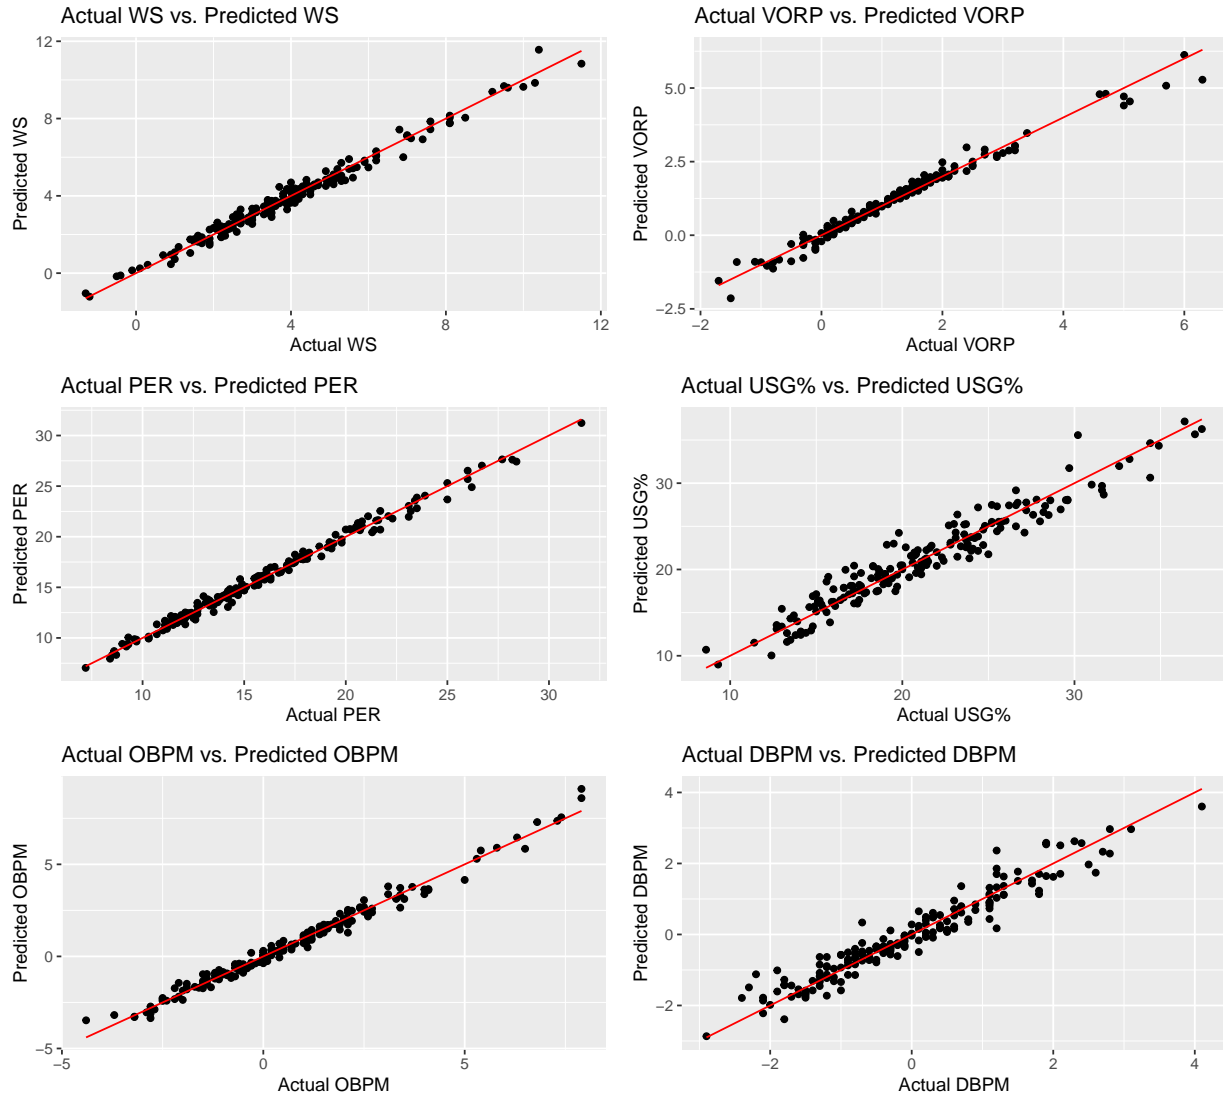 Actual WS vs. Predicted WS
12
8
4
0
Predicted WS
0 4 8 12
Actual WS
Actual VORP vs. Predicted VORP
5.0
2.5
0.0
−2.5
Predicted VORP
−2 0 2 4 6
Actual VORP
Actual PER vs. Predicted PER
30
25
20
15
10
Predicted PER
10 15 20 25 30
Actual PER
Actual USG% vs. Predicted USG%
30
20
10
Predicted USG%
10 20 30
Actual USG%
Actual OBPM vs. Predicted OBPM
5
0
−5
Predicted OBPM
−5 0 5
Actual OBPM
Actual DBPM vs. Predicted DBPM
4
2
0
−2
Predicted DBPM
−2 0 2 4
Actual DBPM